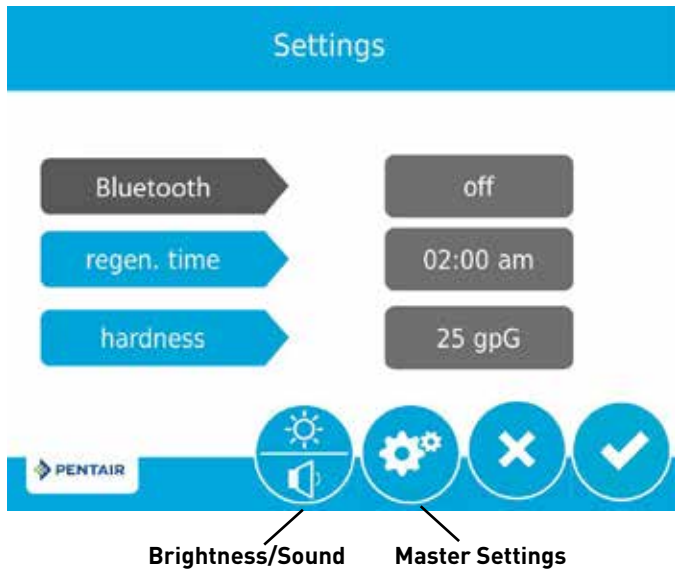 Settings
Bluetooth off
regen. time 02:00 am
hardness 25 gpG
PENTAIR
Brightness/Sound Master Settings